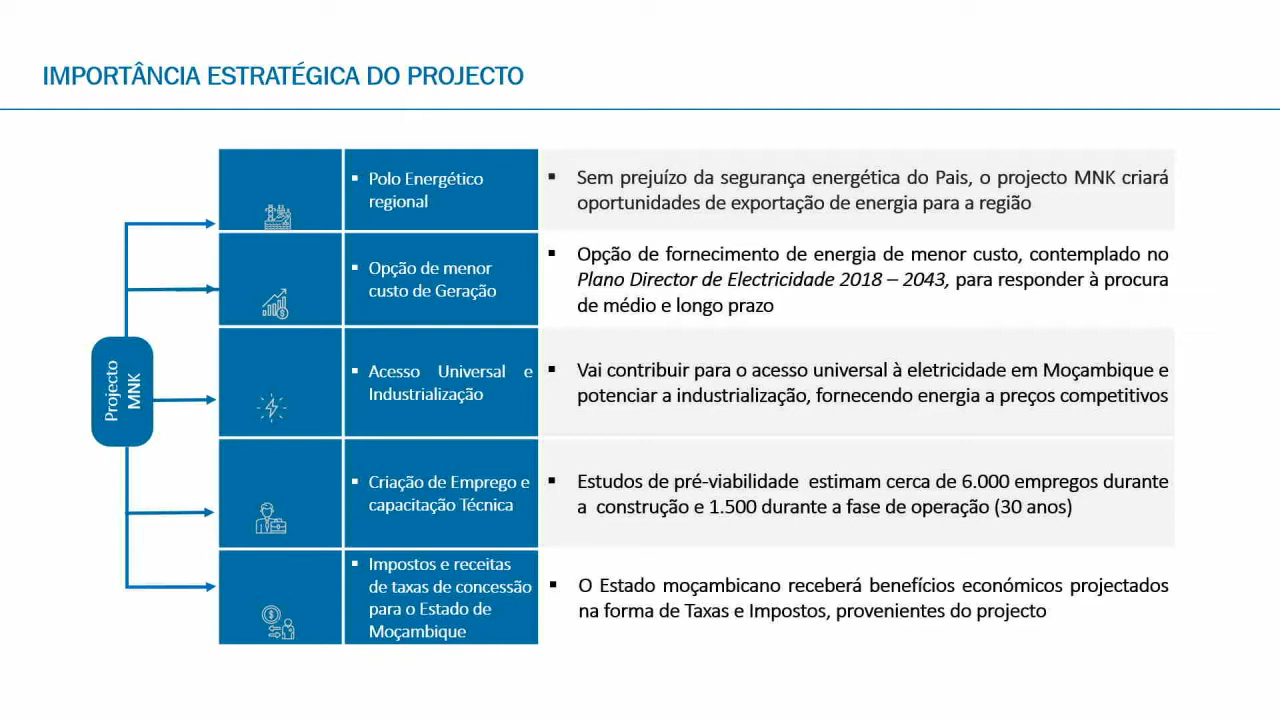 IMPORTÂNCIA ESTRATÉGICA DO PROJECTO
Projecto
MNK
▪ Polo Energético
regional
▪ Sem prejuízo da segurança energética do Pais, o projecto MNK criará
oportunidades de exportação de energia para a região
▪ Opção de menor
custo de Geração
▪ Opção de fornecimento de energia de menor custo, contemplado no
Plano Director de Electricidade 2018 – 2043, para responder à procura
de médio e longo prazo
▪ Acesso Universal e
Industrialização
▪ Vai contribuir para o acesso universal à eletricidade em Moçambique e
potenciar a industrialização, fornecendo energia a preços competitivos
▪ Criação de Emprego e
capacitação Técnica
▪ Estudos de pré-viabilidade estimam cerca de 6.000 empregos durante
a construção e 1.500 durante a fase de operação (30 anos)
▪ Impostos e receitas
de taxas de concessão
para o Estado de
Moçambique
▪ O Estado moçambicano receberá benefícios económicos projectados
na forma de Taxas e Impostos, provenientes do projecto